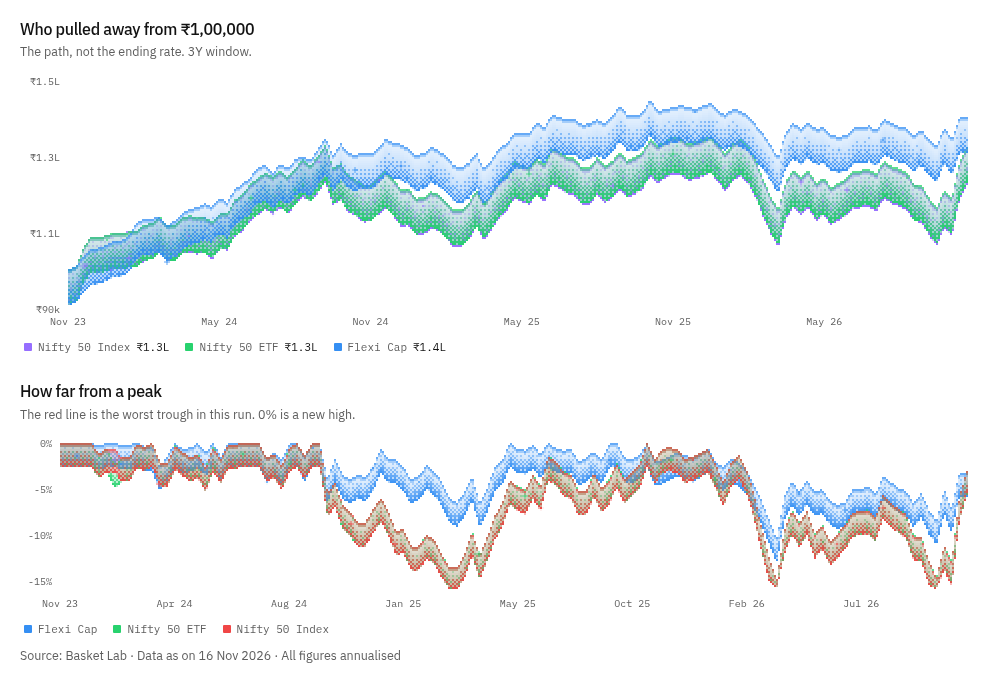 Who pulled away from ₹1,00,000
The path, not the ending rate. 3Y window.
₹1.5L
₹1.3L
₹1.1L
₹90k
Nov 23 May 24 Nov 24 May 25 Nov 25 May 26
Nifty 50 Index ₹1.3L Nifty 50 ETF ₹1.3L Flexi Cap ₹1.4L
How far from a peak
The red line is the worst trough in this run. 0% is a new high.
0%
-5%
-10%
-15%
Nov 23 Apr 24 Aug 24 Jan 25 May 25 Oct 25 Feb 26 Jul 26
Flexi Cap Nifty 50 ETF Nifty 50 Index
Source: Basket Lab · Data as on 16 Nov 2026 · All figures annualised